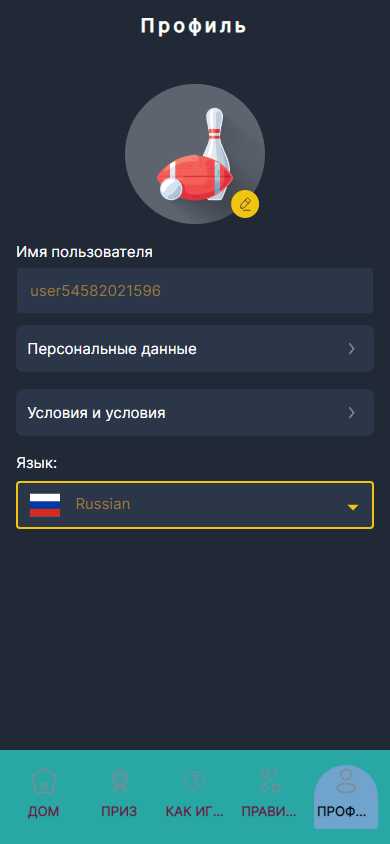 Профиль
Имя пользователя
user54582021596
Персональные данные
Условия и условия
Язык:
Russian
ДОМ
ПРИЗ
КАК ИГ...
ПРАВИ...
ПРОФ...